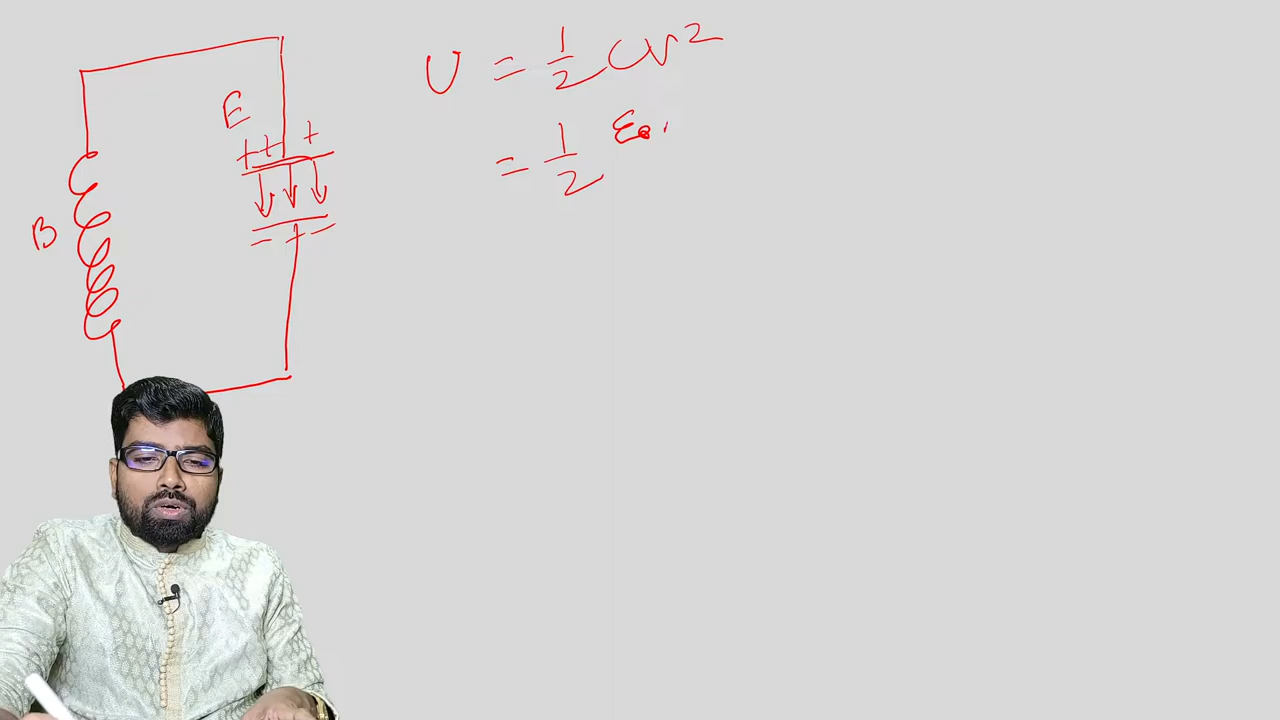 E
+ + +
B
- + =
U = 1/2 CV²
= 1/2 ε₀.